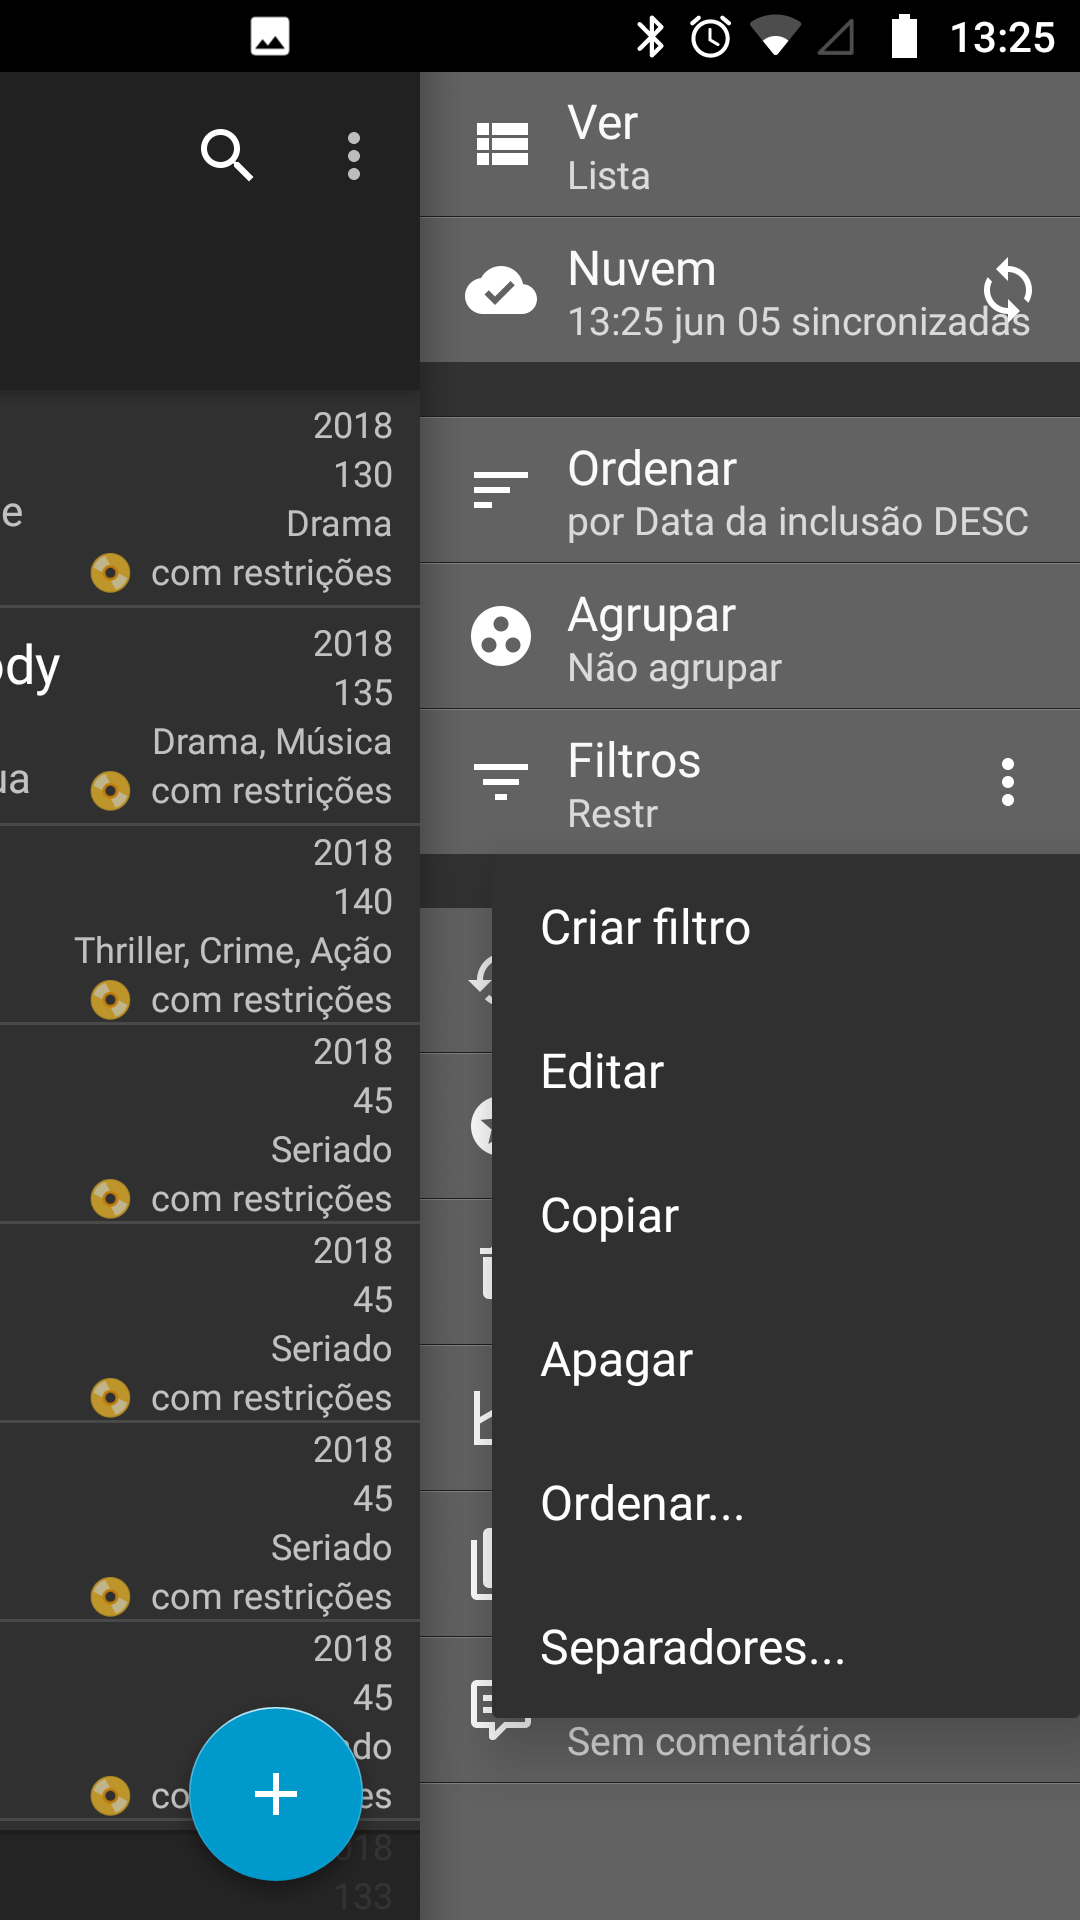 13:25
e
2018
130
Drama
com restrições
ody
ua
2018
135
Drama, Música
com restrições
2018
140
Thriller, Crime, Ação
com restrições
2018
45
Seriado
com restrições
2018
45
Seriado
com restrições
2018
45
Seriado
com restrições
2018
45
do
co es
018
133
Ver
Lista
Nuvem
13:25 jun 05 sincronizadas
Ordenar
por Data da inclusão DESC
Agrupar
Não agrupar
Filtros
Restr
Criar filtro
Editar
Copiar
Apagar
Ordenar...
Separadores...
Sem comentários